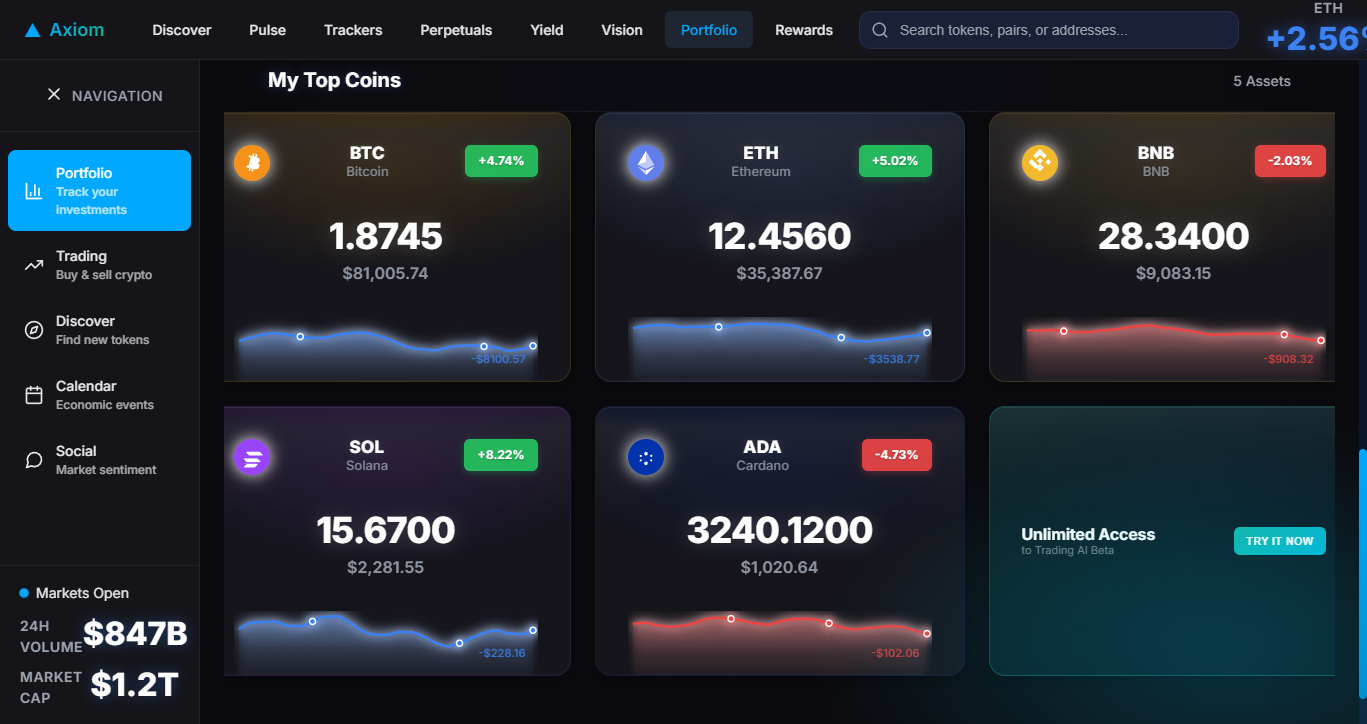 Axiom
Discover
Pulse
Trackers
Perpetuals
Yield
Vision
Portfolio
Rewards
Search tokens, pairs, or addresses...
ETH
+2.56
NAVIGATION
Portfolio
Track your
investments
Trading
Buy & sell crypto
Discover
Find new tokens
Calendar
Economic events
Social
Market sentiment
Markets Open
24H
VOLUME
$847B
MARKET
CAP
$1.2T
My Top Coins
5 Assets
BTC
Bitcoin
+4.74%
1.8745
$81,005.74
-$8100.57
ETH
Ethereum
+5.02%
12.4560
$35,387.67
-$3538.77
BNB
BNB
-2.03%
28.3400
$9,083.15
-$908.32
SOL
Solana
+8.22%
15.6700
$2,281.55
-$228.16
ADA
Cardano
-4.73%
3240.1200
$1,020.64
-$102.06
Unlimited Access
to Trading AI Beta
TRY IT NOW